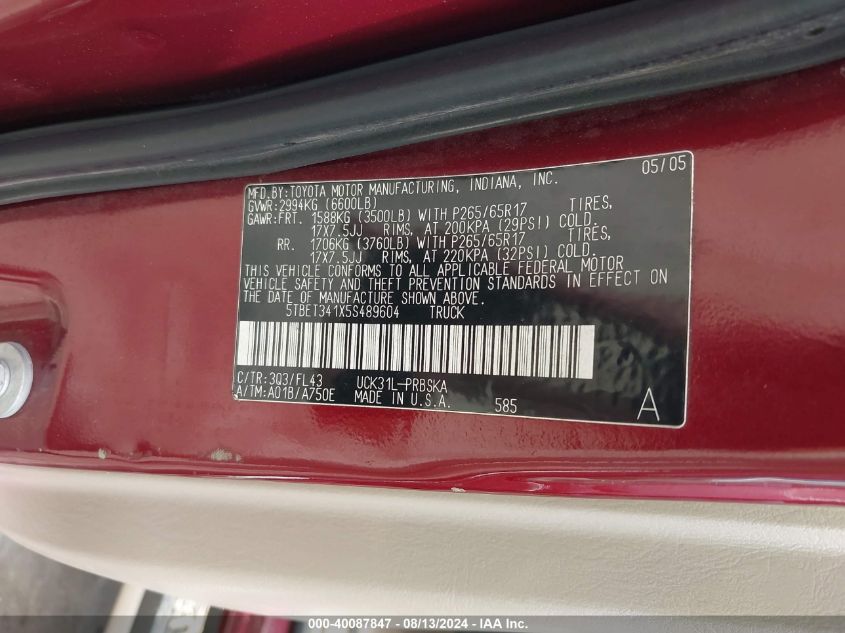 05/05
MFD.BY:TOYOTA MOTOR MANUFACTURING, INDIANA, INC.
GVWR:2994KG (6600LB)
GAWR:FRT. 1588KG (3500LB) WITH P265/65R17 TIRES,
17X7.5JJ RIMS, AT 200KPA (29PSI) COLD.
RR. 1706KG (3760LB) WITH P265/65R17 TIRES,
17X7.5JJ RIMS, AT 220KPA (32PSI) COLD.
THIS VEHICLE CONFORMS TO ALL APPLICABLE FEDERAL MOTOR
VEHICLE SAFETY AND THEFT PREVENTION STANDARDS IN EFFECT ON
THE DATE OF MANUFACTURE SHOWN ABOVE.
5TBET341X5S489604 TRUCK
C/TR:3Q3/FL43 UCK31L-PRBSKA
A/TM:A01B/A750E MADE IN U.S.A. 585 A
000-40087847 - 08/13/2024 - IAA Inc.